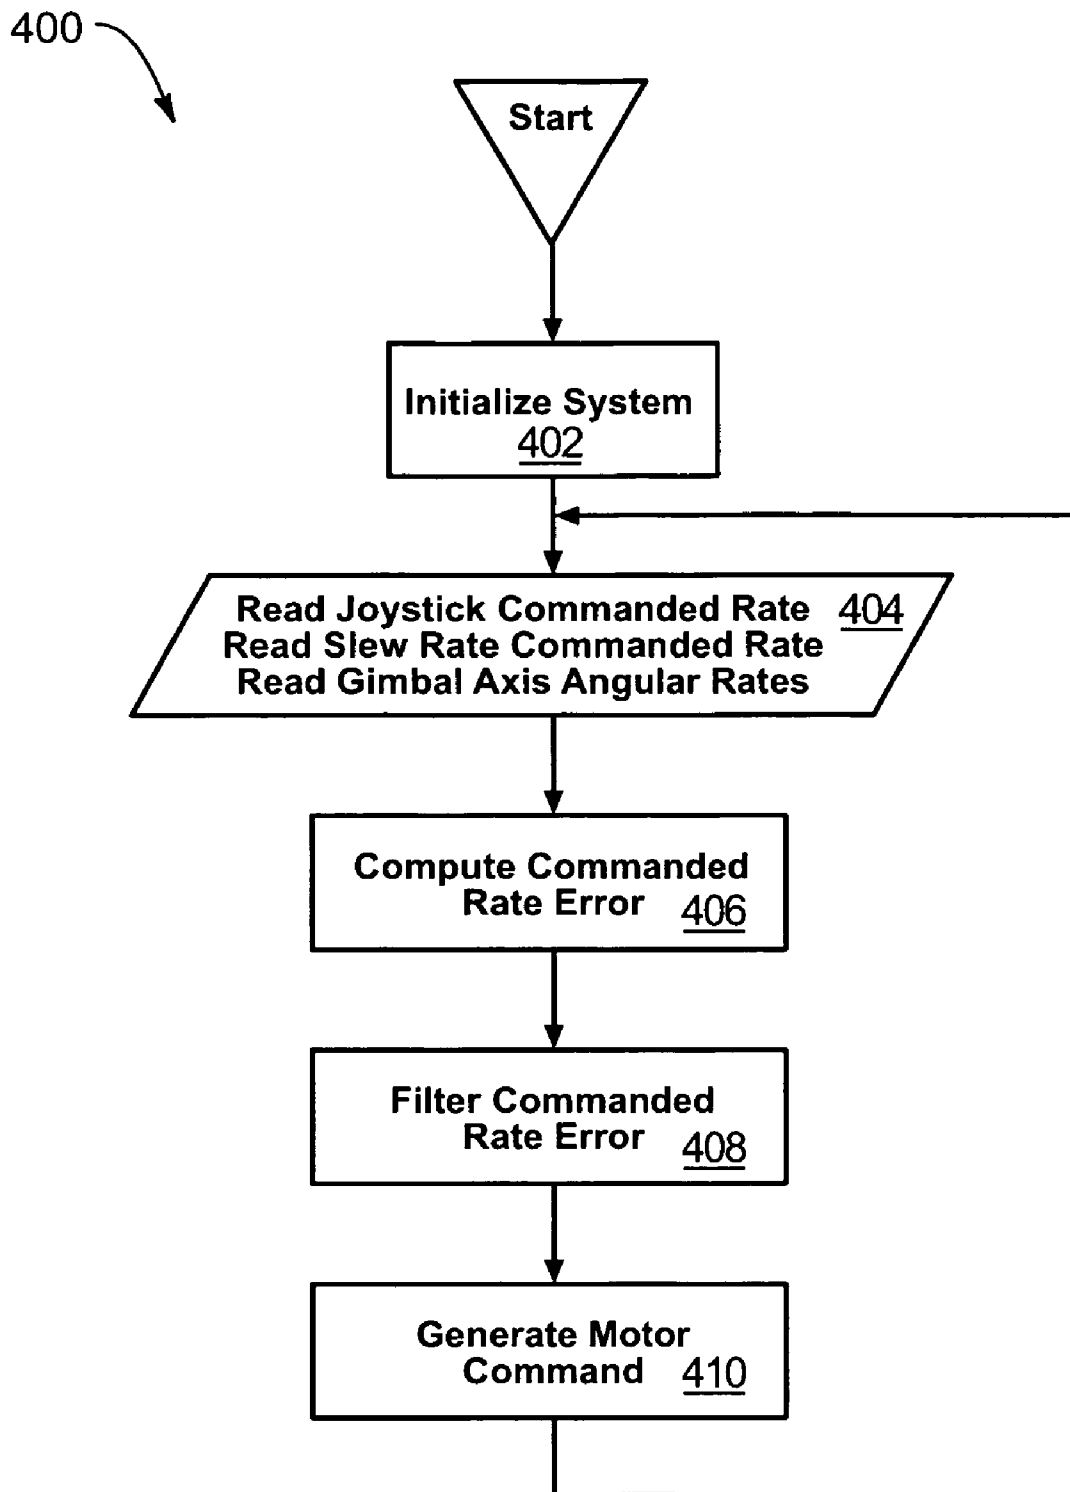 400
Start
Initialize System
402
Read Joystick Commanded Rate 404
Read Slew Rate Commanded Rate
Read Gimbal Axis Angular Rates
Compute Commanded
Rate Error 406
Filter Commanded
Rate Error 408
Generate Motor
Command 410